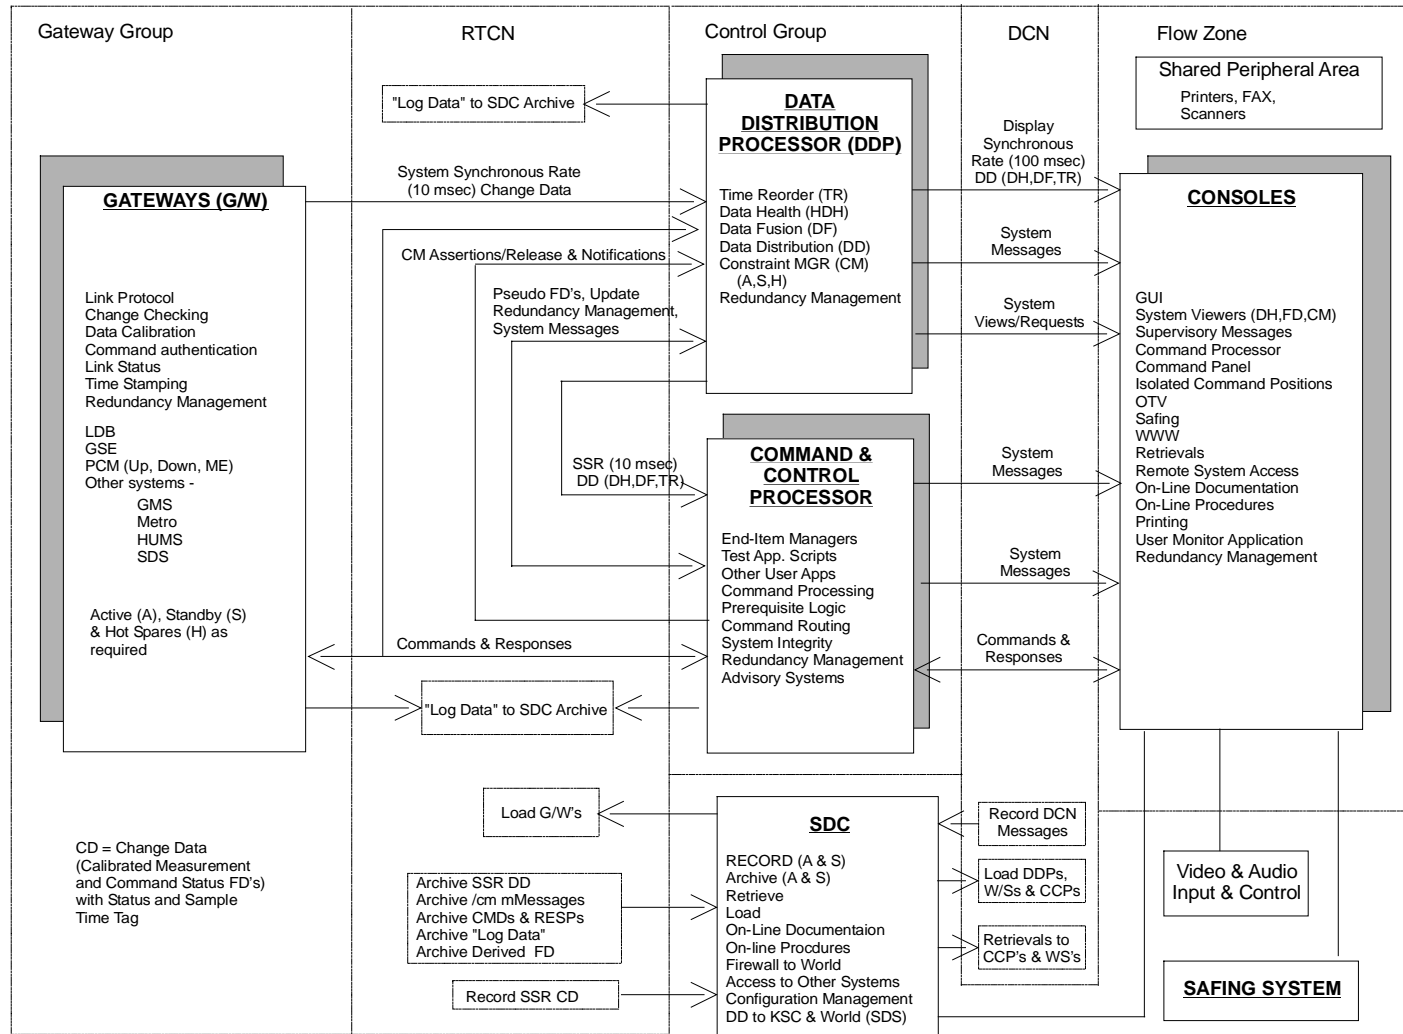 Gateway Group
RTCN
Control Group
DCN
Flow Zone
Shared Peripheral Area
Printers, FAX,
Scanners
"Log Data" to SDC Archive
DATA
DISTRIBUTION
PROCESSOR (DDP)
Time Reorder (TR)
Data Health (HDH)
Data Fusion (DF)
Data Distribution (DD)
Constraint MGR (CM)
(A,S,H)
Redundancy Management
Display
Synchronous
Rate (100 msec)
DD (DH,DF,TR)
System
Messages
System
Views/Requests
GATEWAYS (G/W)
Link Protocol
Change Checking
Data Calibration
Command authentication
Link Status
Time Stamping
Redundancy Management
LDB
GSE
PCM (Up, Down, ME)
Other systems -
GMS
Metro
HUMS
SDS
Active (A), Standby (S)
& Hot Spares (H) as
required
System Synchronous Rate
(10 msec) Change Data
CM Assertions/Release & Notifications
Pseudo FD's, Update
Redundancy Management,
System Messages
SSR (10 msec)
DD (DH,DF,TR)
Commands & Responses
"Log Data" to SDC Archive
COMMAND &
CONTROL
PROCESSOR
End-Item Managers
Test App. Scripts
Other User Apps
Command Processing
Prerequisite Logic
Command Routing
System Integrity
Redundancy Management
Advisory Systems
System
Messages
System
Messages
Commands &
Responses
CONSOLES
GUI
System Viewers (DH,FD,CM)
Supervisory Messages
Command Processor
Command Panel
Isolated Command Positions
OTV
Safing
WWW
Retrievals
Remote System Access
On-Line Documentation
On-Line Procedures
Printing
User Monitor Application
Redundancy Management
CD = Change Data
(Calibrated Measurement
and Command Status FD's)
with Status and Sample
Time Tag
Load G/W's
Archive SSR DD
Archive /cm mMessages
Archive CMDs & RESPs
Archive "Log Data"
Archive Derived FD
Record SSR CD
SDC
RECORD (A & S)
Archive (A & S)
Retrieve
Load
On-Line Documentaion
On-line Procdures
Firewall to World
Access to Other Systems
Configuration Management
DD to KSC & World (SDS)
Record DCN
Messages
Load DDPs,
W/Ss & CCPs
Retrievals to
CCP's & WS's
Video & Audio
Input & Control
SAFING SYSTEM